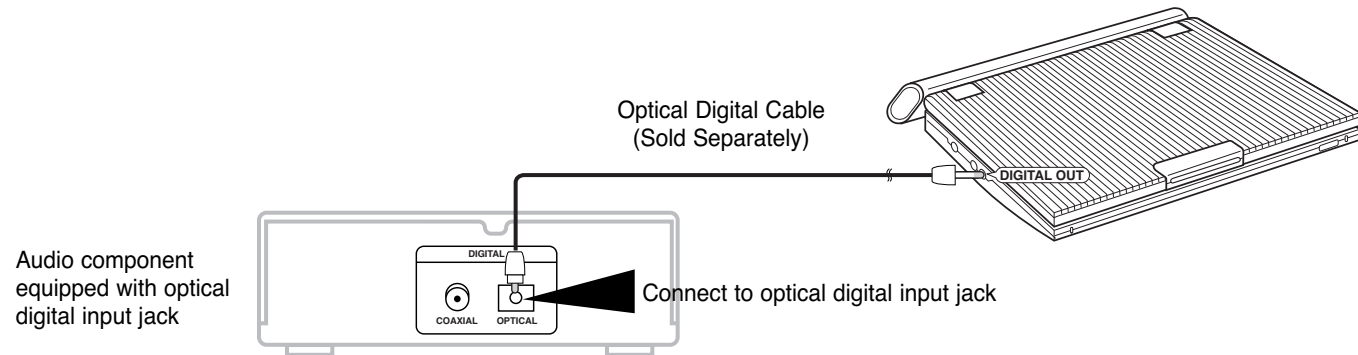 Optical Digital Cable
(Sold Separately)
DIGITAL OUT
Audio component
equipped with optical
digital input jack
DIGITAL
COAXIAL
OPTICAL
Connect to optical digital input jack